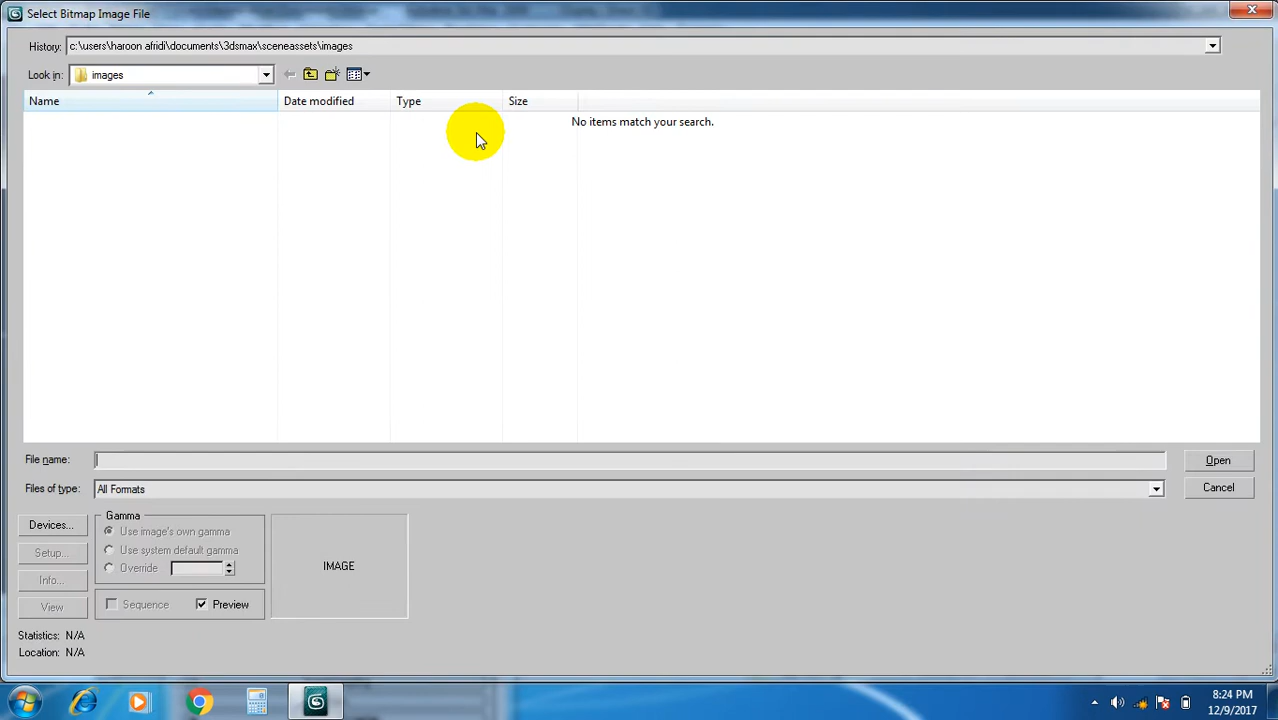 Select Bitmap Image File
History: c:\users\haroon afridi\documents\3dsmax\sceneassets\images
Look in: images
Name Date modified Type Size
No items match your search.
File name: Open
Files of type: All Formats Cancel
Devices...
Setup...
Info...
View
Gamma
Use image's own gamma
Use system default gamma
Override
Sequence Preview
IMAGE
Statistics: N/A
Location: N/A
8:24 PM
12/9/2017